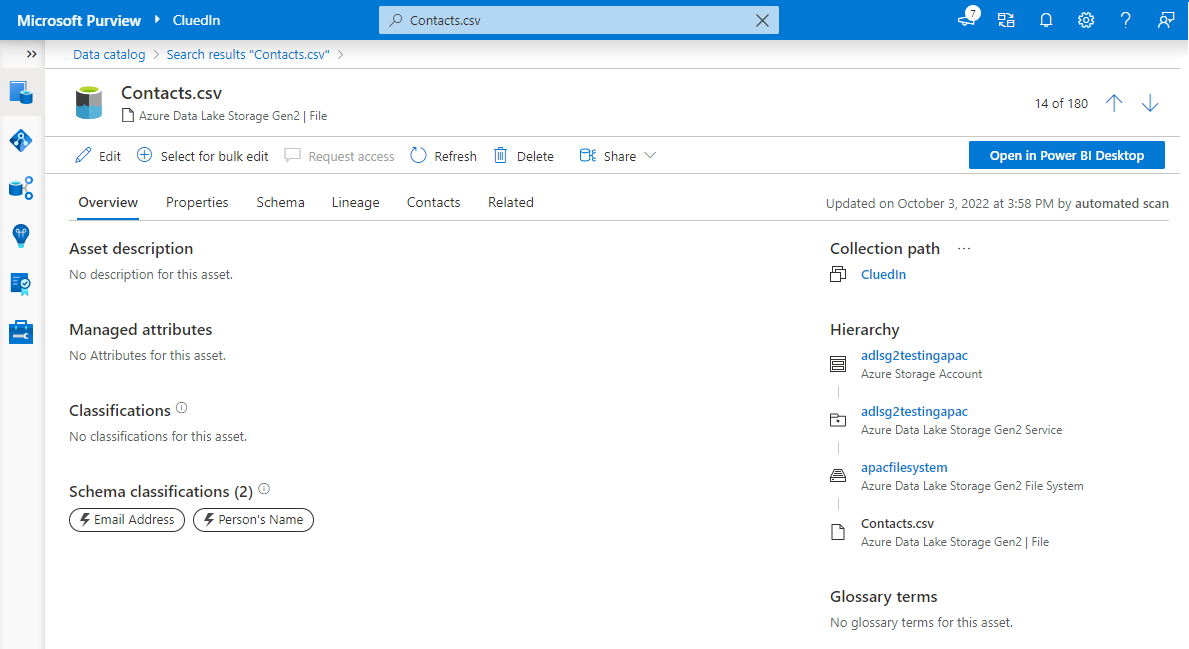 Microsoft Purview CluedIn Contacts.csv 7
Data catalog Search results "Contacts.csv"
Contacts.csv
Azure Data Lake Storage Gen2 | File
14 of 180
Edit Select for bulk edit Request access Refresh Delete Share Open in Power BI Desktop
Overview Properties Schema Lineage Contacts Related
Updated on October 3, 2022 at 3:58 PM by automated scan
Asset description
No description for this asset.
Managed attributes
No Attributes for this asset.
Classifications
No classifications for this asset.
Schema classifications (2)
Email Address Person's Name
Collection path ...
CluedIn
Hierarchy
adlsg2testingapac
Azure Storage Account
adlsg2testingapac
Azure Data Lake Storage Gen2 Service
apacfilesystem
Azure Data Lake Storage Gen2 File System
Contacts.csv
Azure Data Lake Storage Gen2 | File
Glossary terms
No glossary terms for this asset.